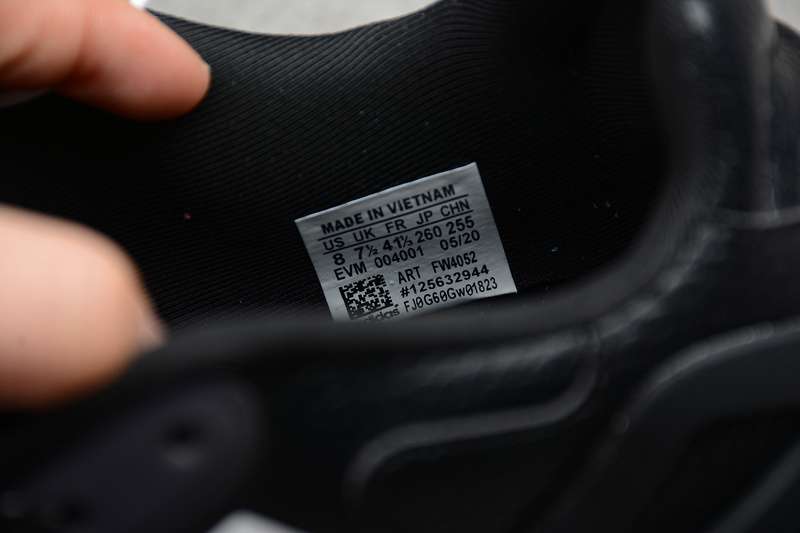 MADE IN VIETNAM
US UK FR JP CHN
8 7½ 41⅓ 260 255
EVM 004001 05/20
ART FW4052
#125632944
FJ0G60Gw01823
adidas